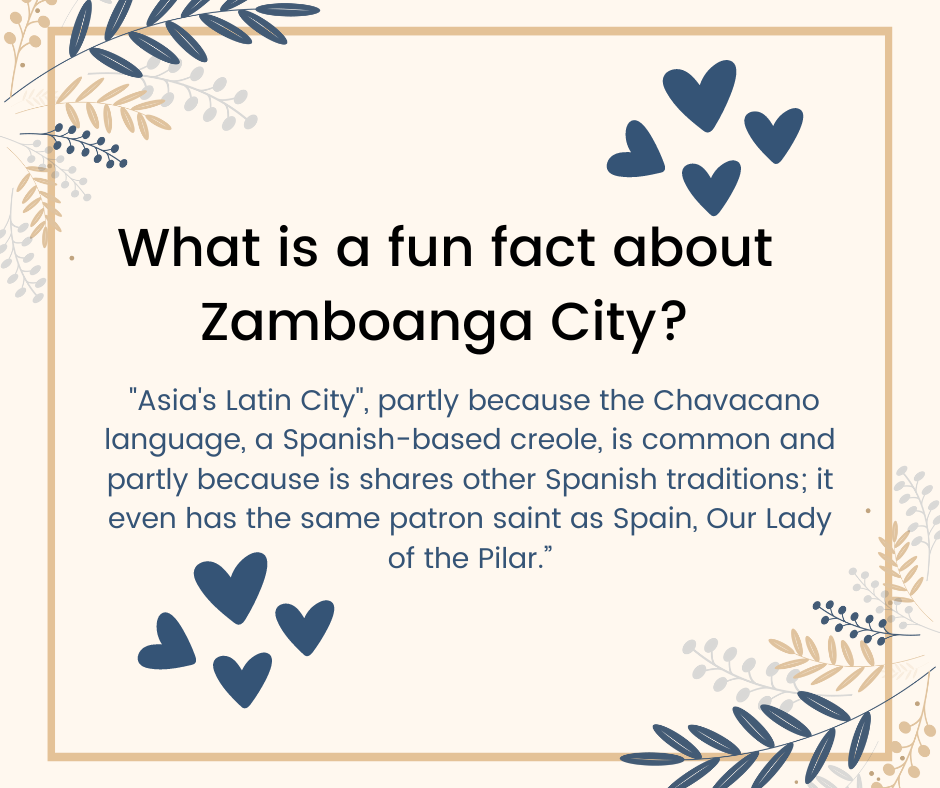 What is a fun fact about
Zamboanga City?
"Asia's Latin City", partly because the Chavacano
language, a Spanish-based creole, is common and
partly because is shares other Spanish traditions; it
even has the same patron saint as Spain, Our Lady
of the Pilar.”